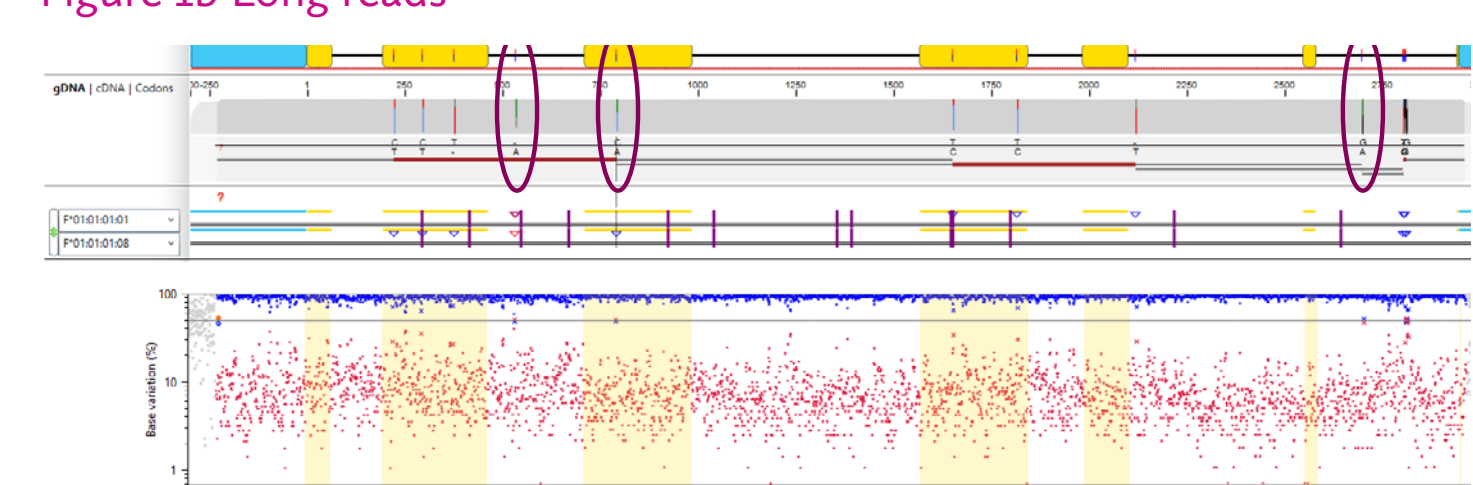 Figure 1b Long reads
gDNA | cDNA | Codons
-250 1 250 500 750 1000 1250 1500 1750 2000 2250 2500 2750
C C T - C T T - G
T T - A A C C T A
?
?
F*01:01:01:01
F*01:01:01:08
100
10
1
Base variation (%)